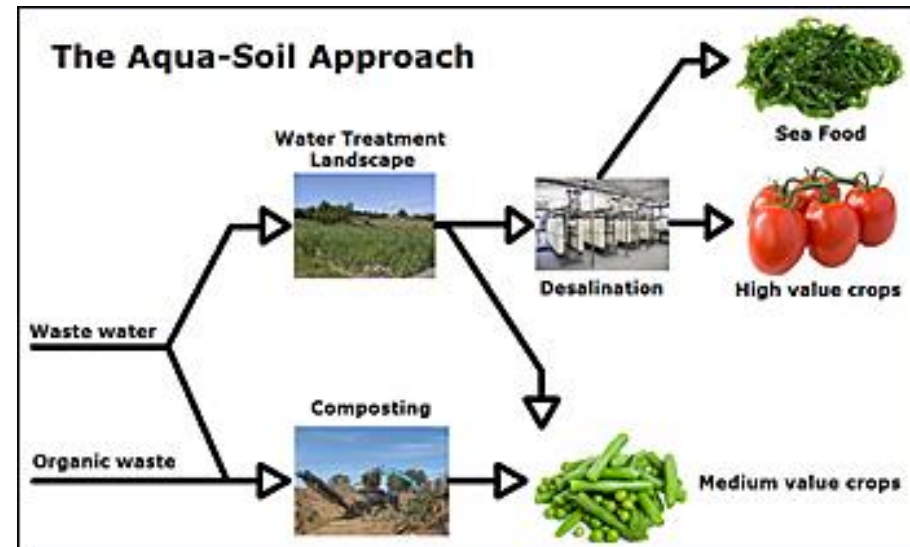 The Aqua-Soil Approach
Water Treatment
Landscape
Sea Food
Desalination
High value crops
Waste water
Composting
Organic waste
Medium value crops